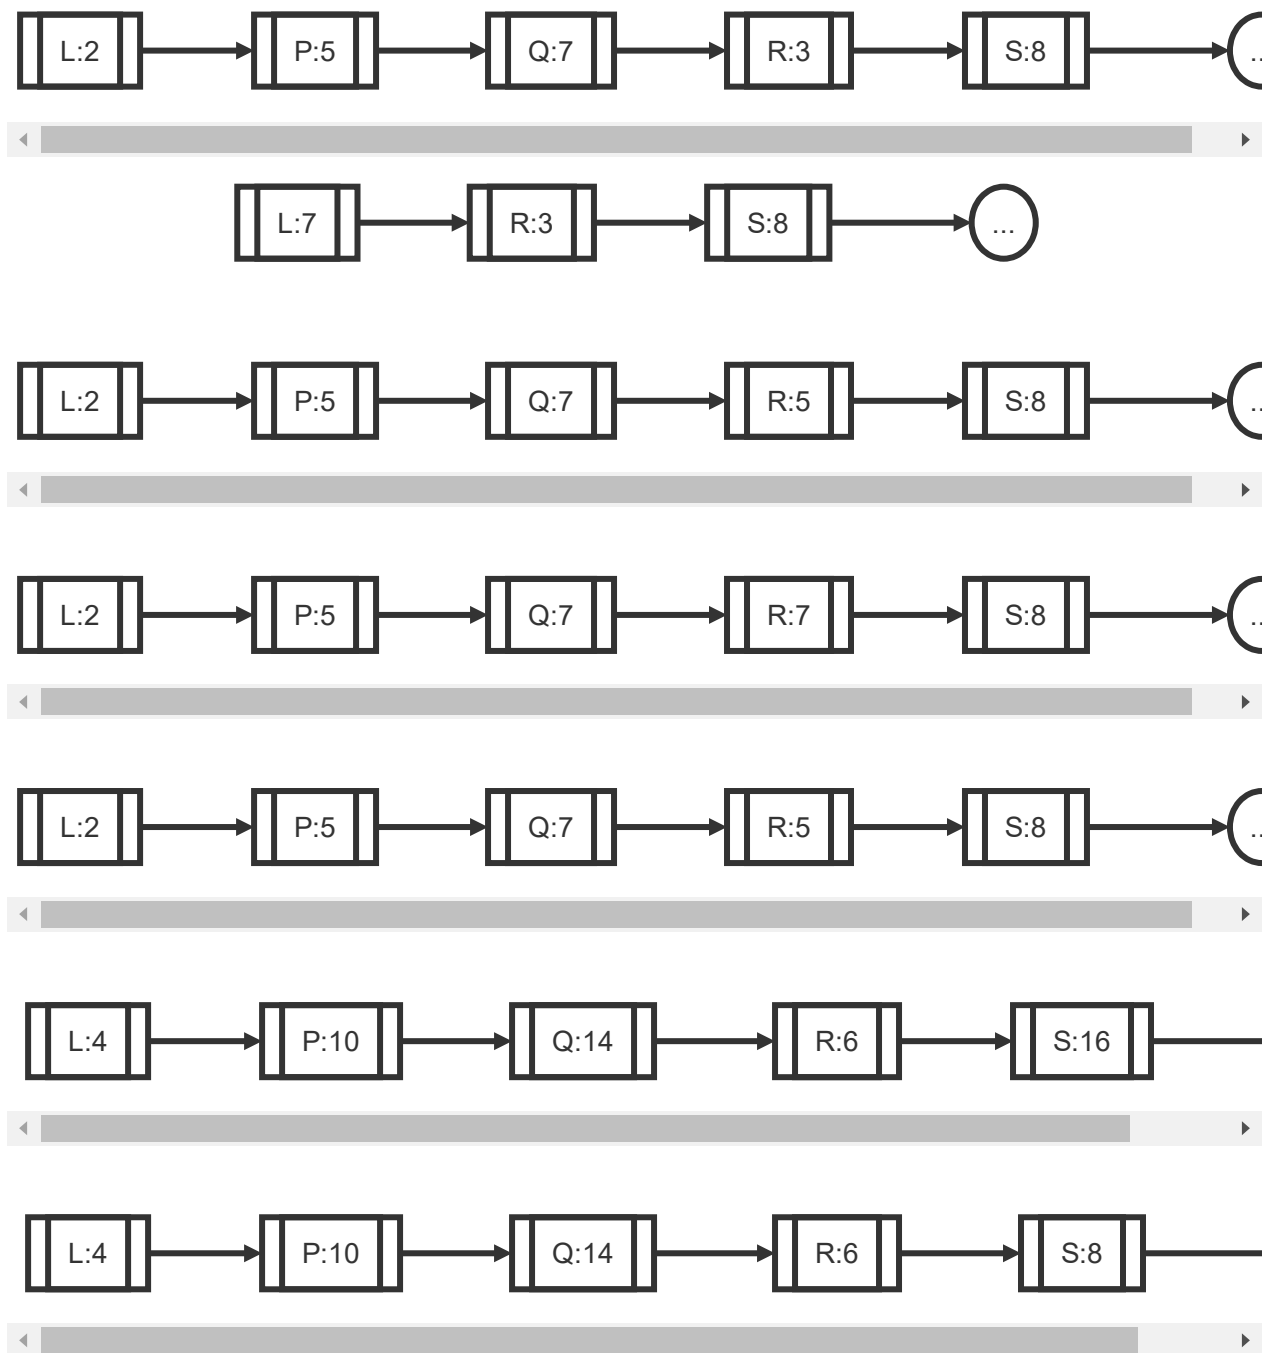 L:2 P:5 Q:7 R:3 S:8 ..
L:7 R:3 S:8 ...
L:2 P:5 Q:7 R:5 S:8 ..
L:2 P:5 Q:7 R:7 S:8 ..
L:2 P:5 Q:7 R:5 S:8 ..
L:4 P:10 Q:14 R:6 S:16
L:4 P:10 Q:14 R:6 S:8